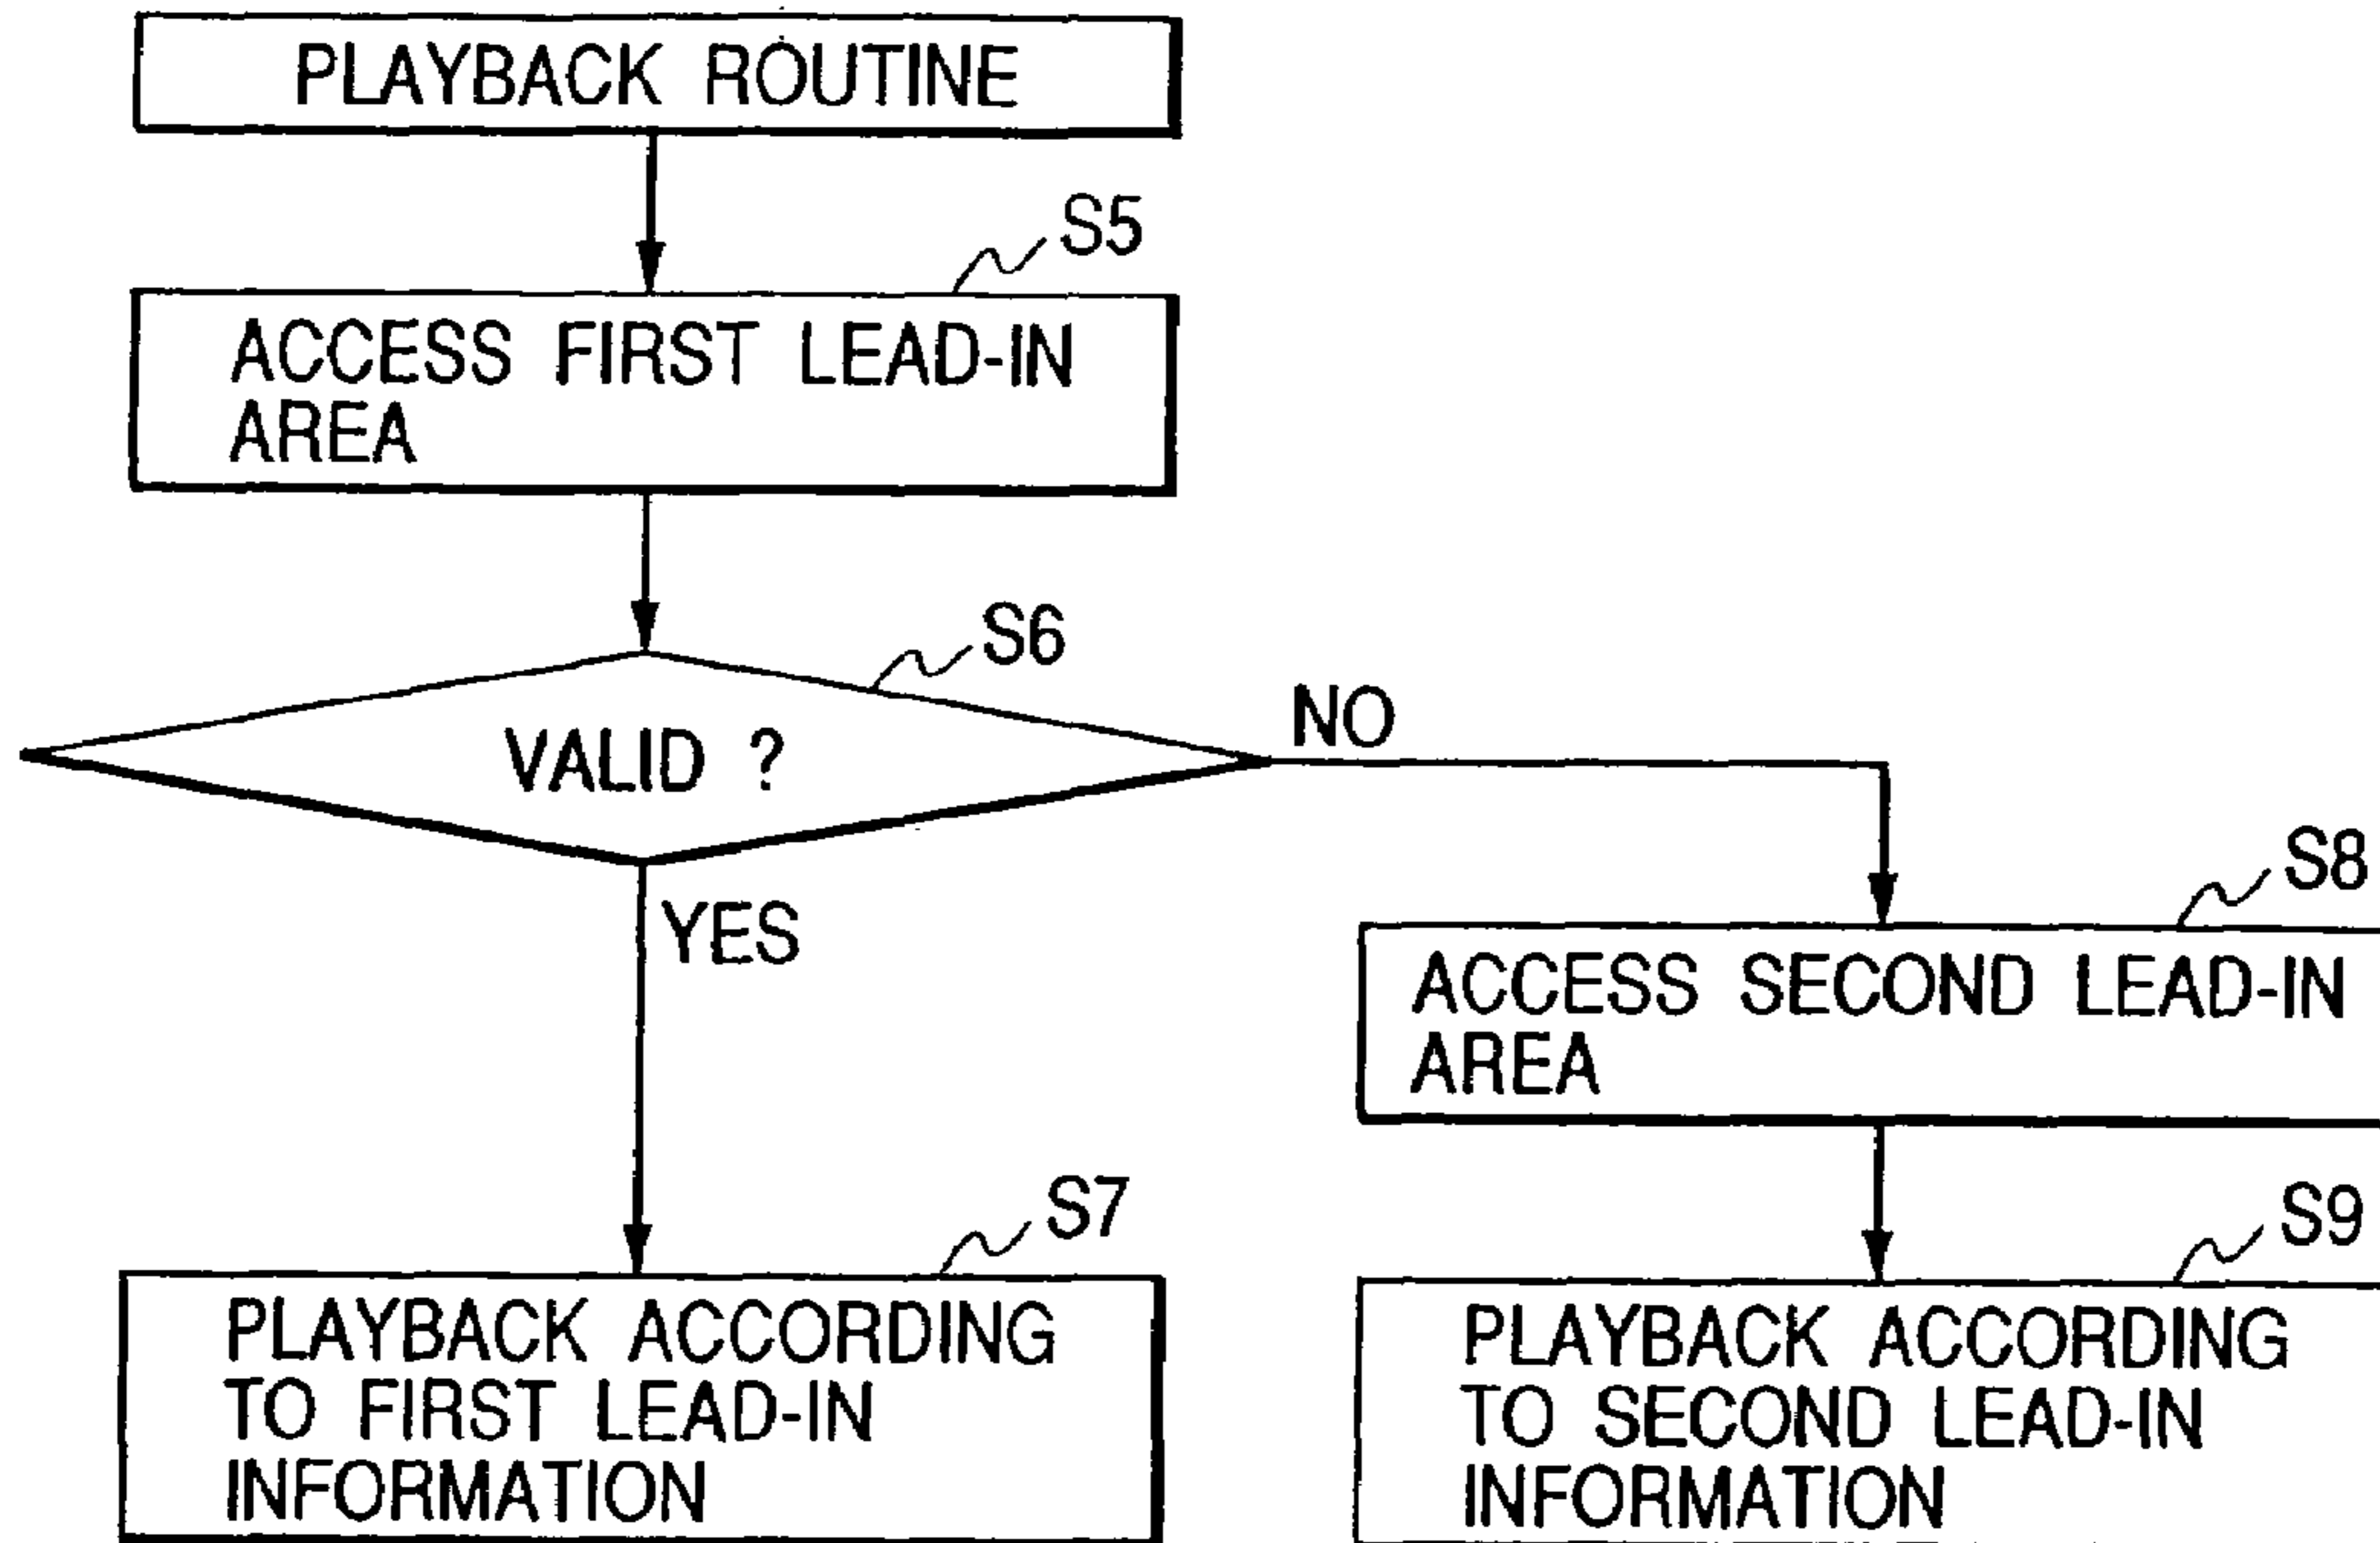 PLAYBACK ROUTINE
S5
ACCESS FIRST LEAD-IN
AREA
S6
VALID ?
NO
YES
S8
ACCESS SECOND LEAD-IN
AREA
S7
PLAYBACK ACCORDING
TO FIRST LEAD-IN
INFORMATION
S9
PLAYBACK ACCORDING
TO SECOND LEAD-IN
INFORMATION